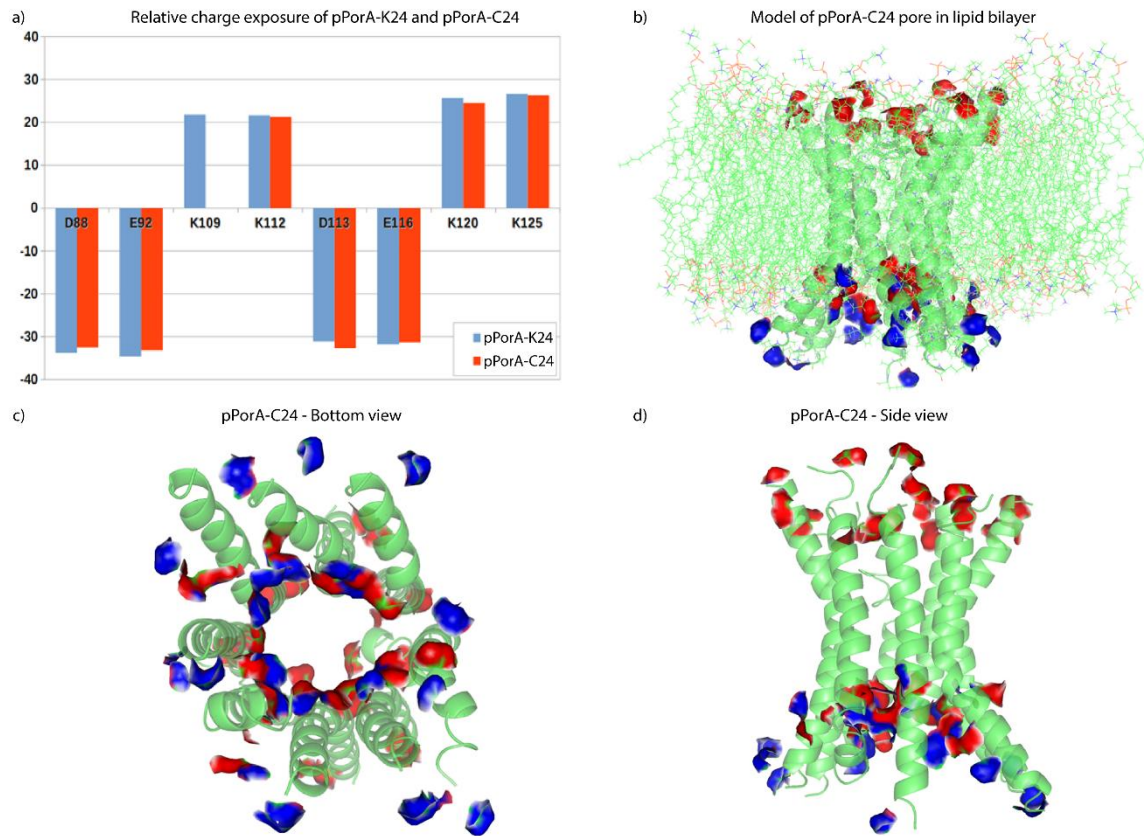 a) Relative charge exposure of pPorA-K24 and pPorA-C24
40
30
20
10
0
-10
-20
-30
-40
D88 E92 K109 K112 D113 E116 K120 K125
pPorA-K24
pPorA-C24
b) Model of pPorA-C24 pore in lipid bilayer
c) pPorA-C24 - Bottom view
d) pPorA-C24 - Side view